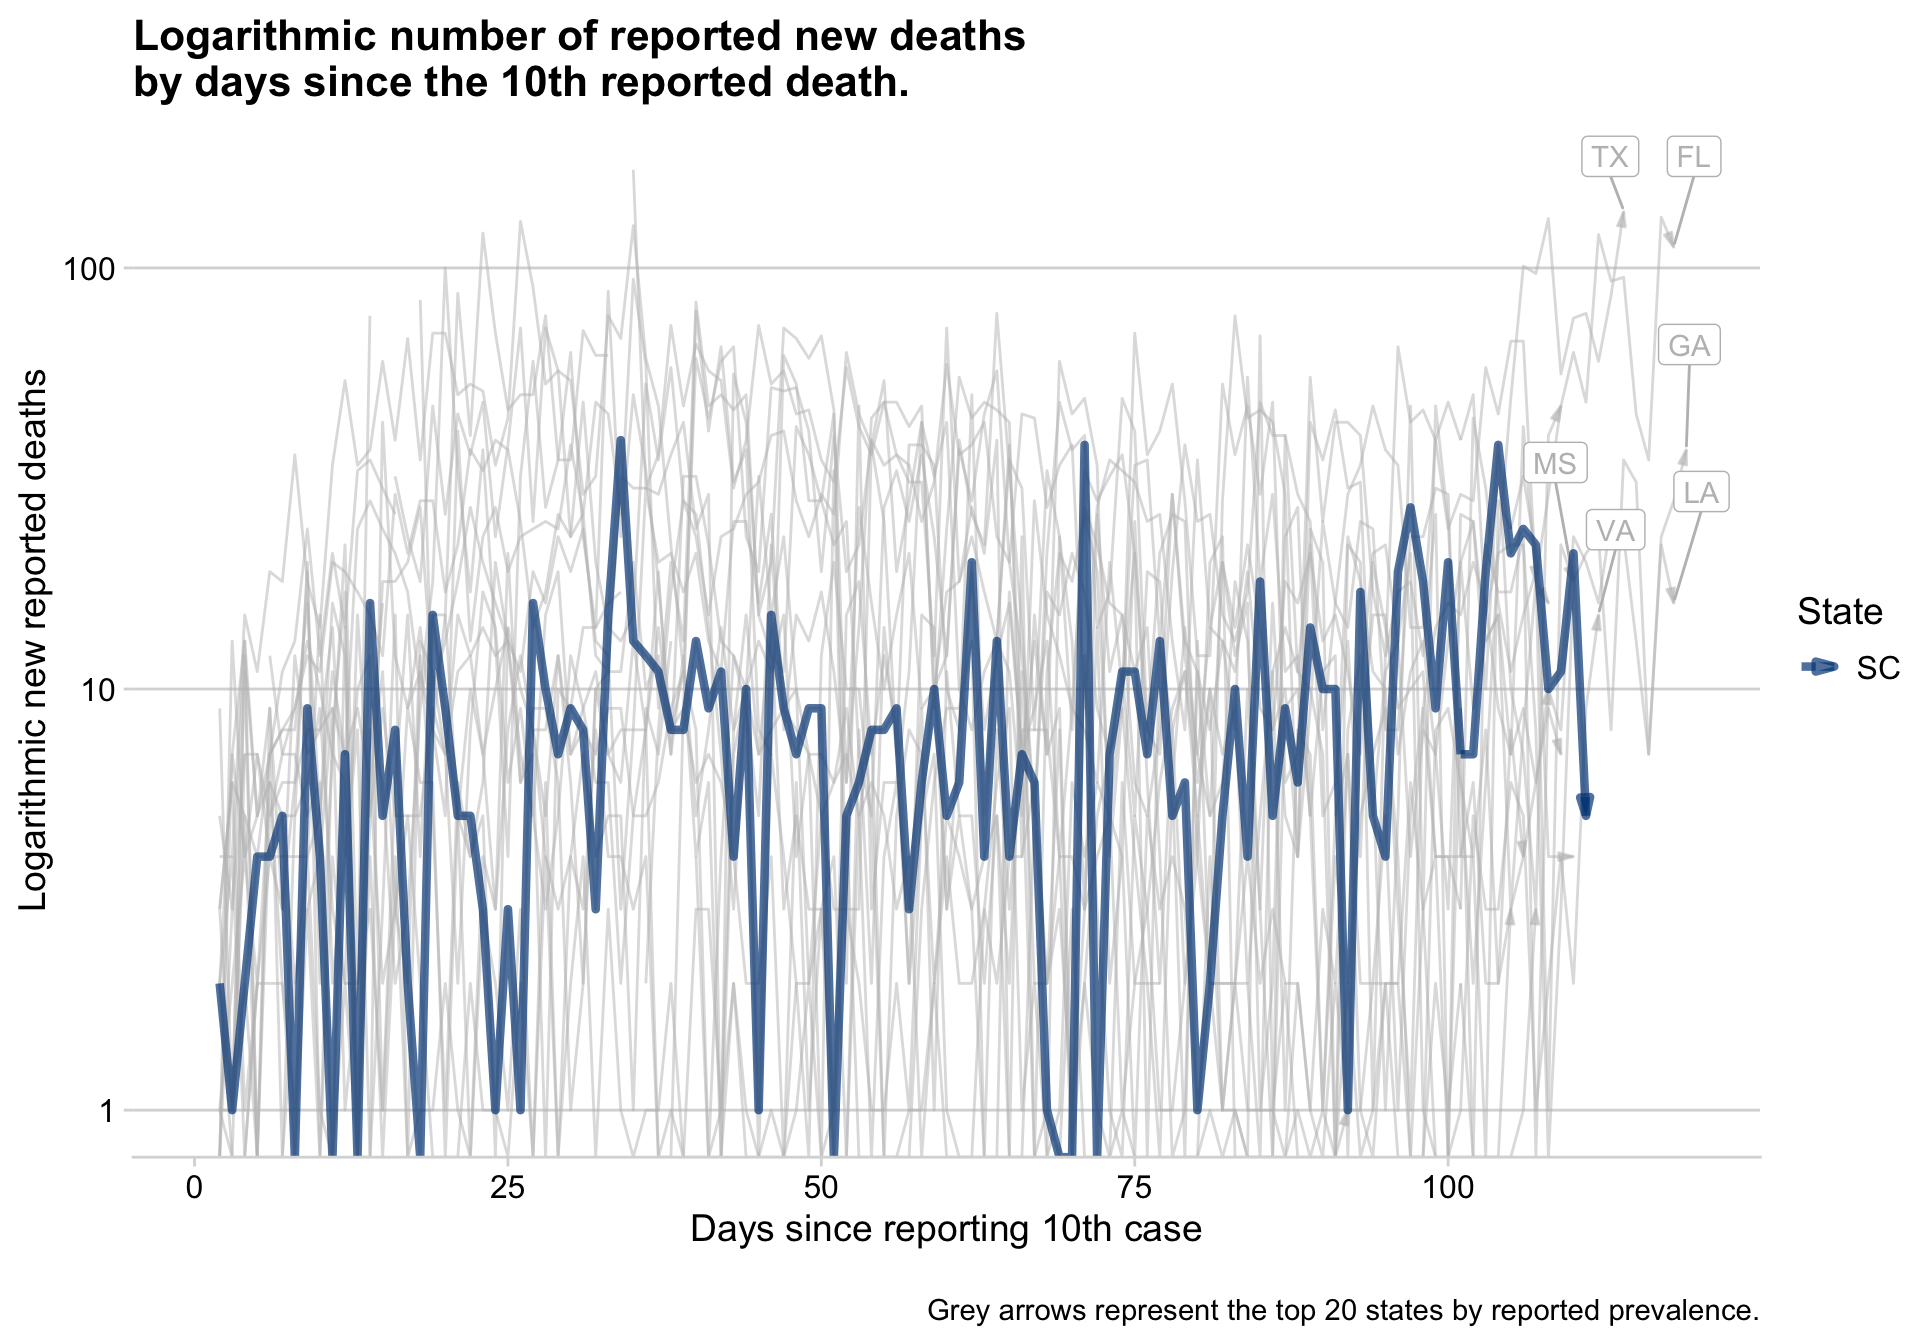 Logarithmic number of reported new deaths
by days since the 10th reported death.
TX
FL
100
GA
MS
LA
VA
10
1
Logarithmic new reported deaths
State
SC
0
25
50
75
100
Days since reporting 10th case
Grey arrows represent the top 20 states by reported prevalence.